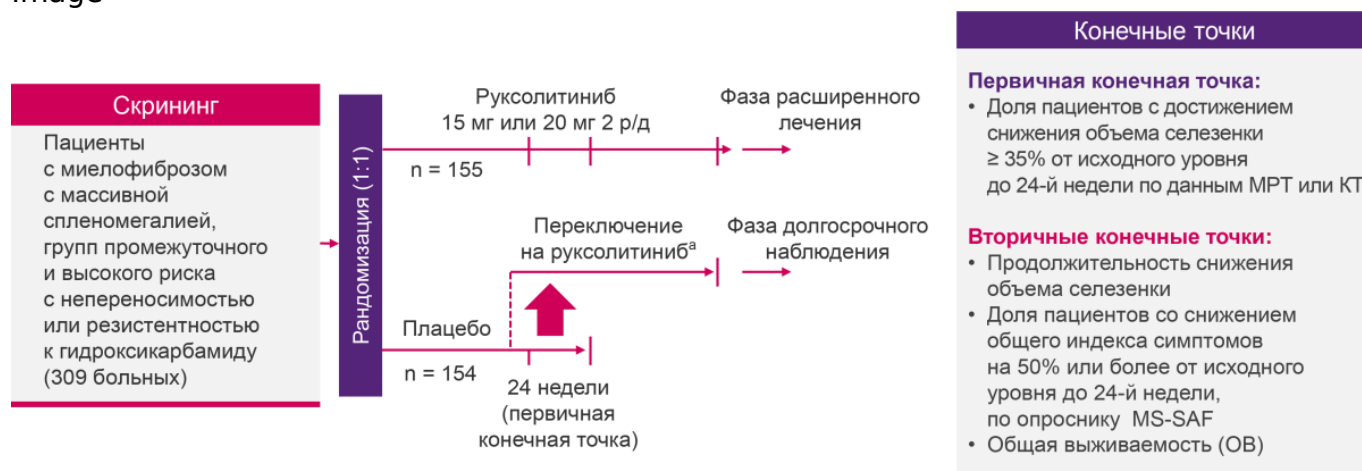 Image
Скрининг
Пациенты
с миелофиброзом
с массивной
спленомегалией,
групп промежуточного
и высокого риска
с непереносимостью
или резистентностью
к гидроксикарбамиду
(309 больных)
Рандомизация (1:1)
Руксолитиниб
15 мг или 20 мг 2 р/д
n = 155
Фаза расширенного
лечения
Переключение
на руксолитинибª
Фаза долгосрочного
наблюдения
Плацебо
n = 154
24 недели
(первичная
конечная точка)
Конечные точки
Первичная конечная точка:
• Доля пациентов с достижением
снижения объема селезенки
≥ 35% от исходного уровня
до 24-й недели по данным МРТ или КТ
Вторичные конечные точки:
• Продолжительность снижения
объема селезенки
• Доля пациентов со снижением
общего индекса симптомов
на 50% или более от исходного
уровня до 24-й недели,
по опроснику MS-SAF
• Общая выживаемость (ОВ)